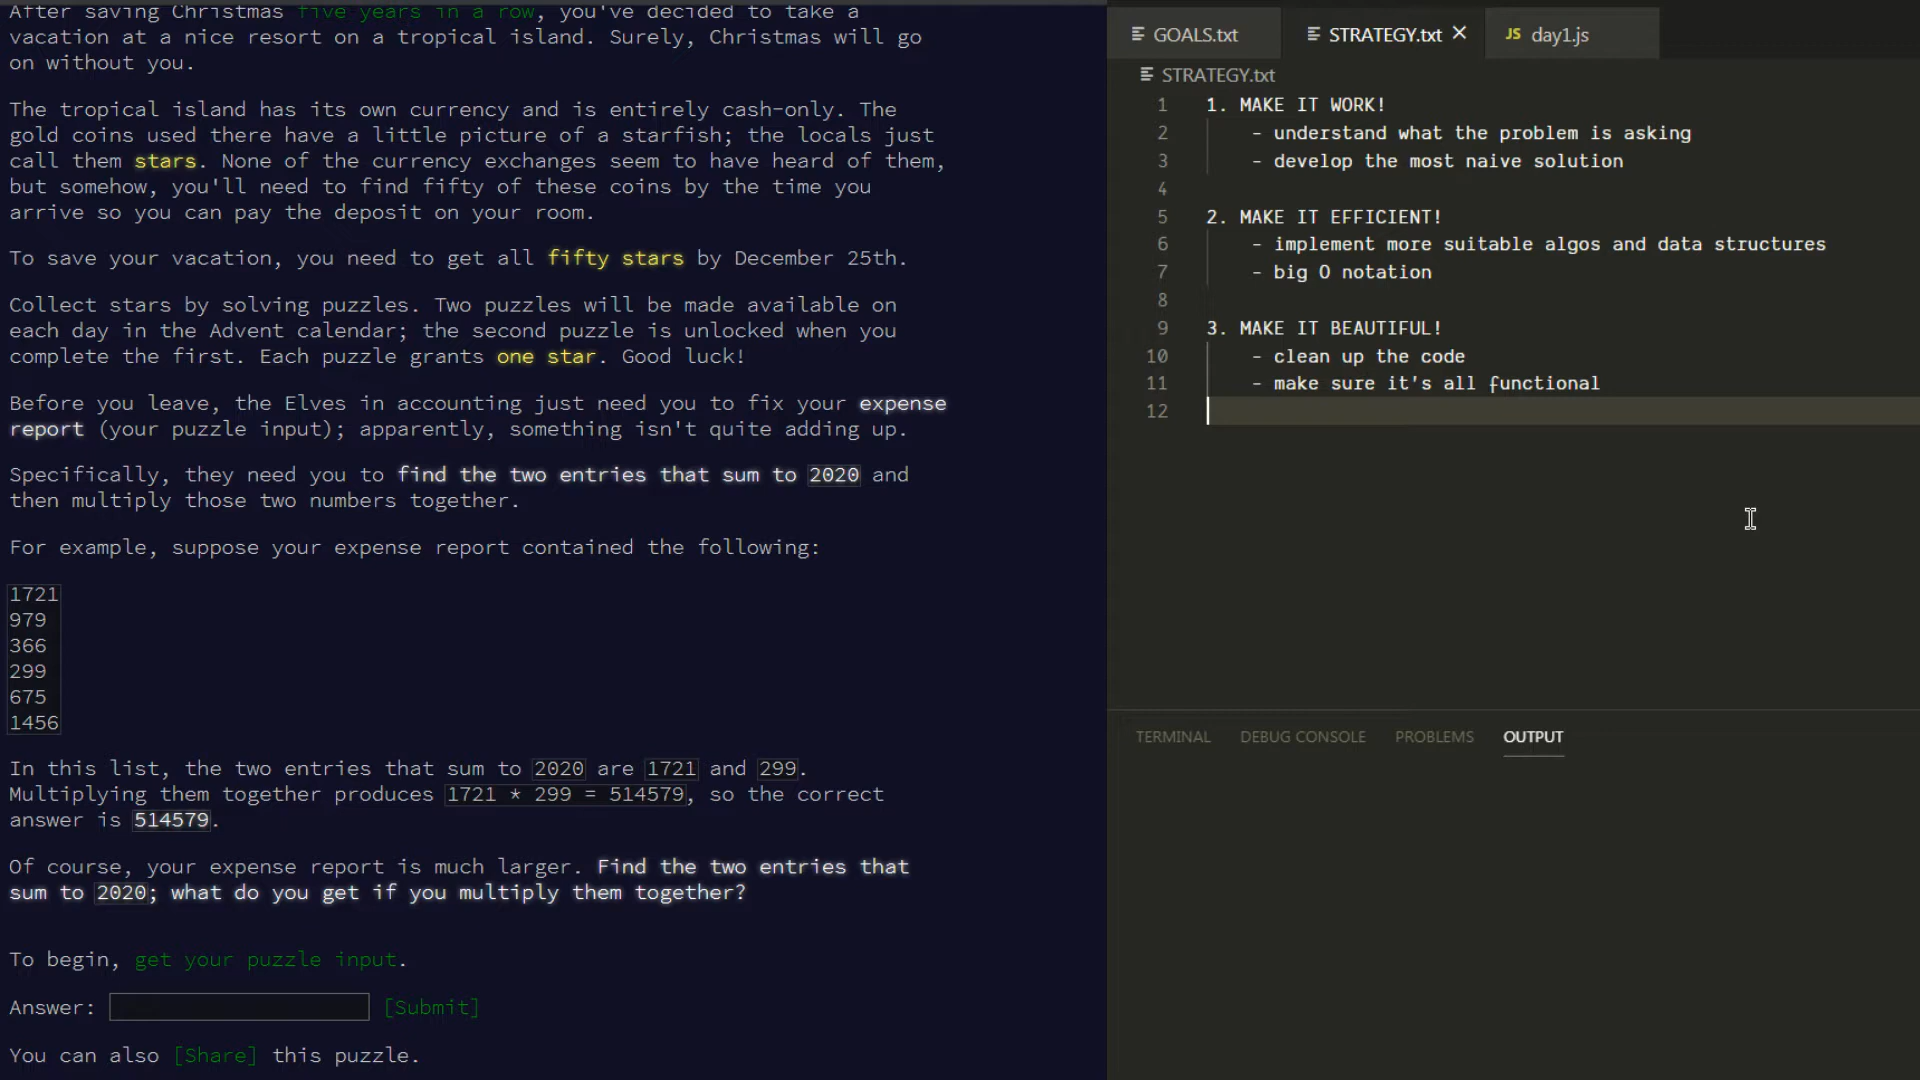 After saving Christmas five years in a row, you've decided to take a
vacation at a nice resort on a tropical island. Surely, Christmas will go
on without you.
The tropical island has its own currency and is entirely cash-only. The
gold coins used there have a little picture of a starfish; the locals just
call them stars. None of the currency exchanges seem to have heard of them,
but somehow, you'll need to find fifty of these coins by the time you
arrive so you can pay the deposit on your room.
To save your vacation, you need to get all fifty stars by December 25th.
Collect stars by solving puzzles. Two puzzles will be made available on
each day in the Advent calendar; the second puzzle is unlocked when you
complete the first. Each puzzle grants one star. Good luck!
Before you leave, the Elves in accounting just need you to fix your expense
report (your puzzle input); apparently, something isn't quite adding up.
Specifically, they need you to find the two entries that sum to 2020 and
then multiply those two numbers together.
For example, suppose your expense report contained the following:
1721
979
366
299
675
1456
In this list, the two entries that sum to 2020 are 1721 and 299.
Multiplying them together produces 1721 * 299 = 514579, so the correct
answer is 514579.
Of course, your expense report is much larger. Find the two entries that
sum to 2020; what do you get if you multiply them together?
To begin, get your puzzle input.
Answer: [Submit]
You can also [Share] this puzzle.
GOALS.txt STRATEGY.txt JS day1.js
STRATEGY.txt
1 1. MAKE IT WORK!
2 - understand what the problem is asking
3 - develop the most naive solution
4
5 2. MAKE IT EFFICIENT!
6 - implement more suitable algos and data structures
7 - big O notation
8
9 3. MAKE IT BEAUTIFUL!
10 - clean up the code
11 - make sure it's all functional
12
TERMINAL DEBUG CONSOLE PROBLEMS OUTPUT